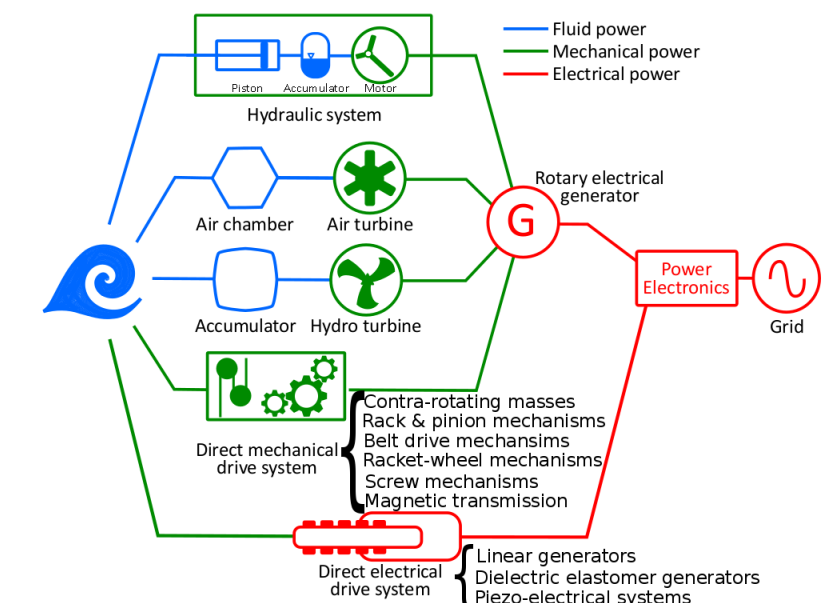 Fluid power
Mechanical power
Electrical power
Piston
Accumulator
Motor
Hydraulic system
Air chamber
Air turbine
Rotary electrical
generator
G
Accumulator
Hydro turbine
Power
Electronics
Grid
Direct mechanical
drive system
Contra-rotating masses
Rack & pinion mechanisms
Belt drive mechansims
Racket-wheel mechanisms
Screw mechanisms
Magnetic transmission
Direct electrical
drive system
Linear generators
Dielectric elastomer generators
Piezo-electrical systems